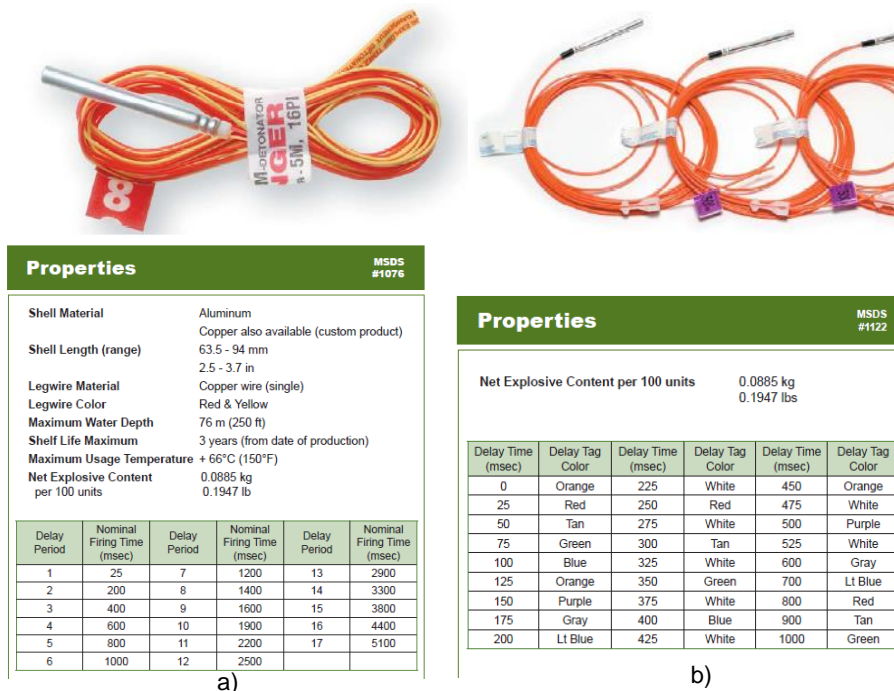 M-DETONATOR
NGER
- 5M, 16PI
8
Properties
MSDS
#1076
Shell Material Aluminum
Copper also available (custom product)
Shell Length (range) 63.5 - 94 mm
2.5 - 3.7 in
Legwire Material Copper wire (single)
Legwire Color Red & Yellow
Maximum Water Depth 76 m (250 ft)
Shelf Life Maximum 3 years (from date of production)
Maximum Usage Temperature + 66°C (150°F)
Net Explosive Content 0.0885 kg
per 100 units 0.1947 lb
Delay Period Nominal Firing Time (msec) Delay Period Nominal Firing Time (msec) Delay Period Nominal Firing Time (msec)
1 25 7 1200 13 2900
2 200 8 1400 14 3300
3 400 9 1600 15 3800
4 600 10 1900 16 4400
5 800 11 2200 17 5100
6 1000 12 2500
a)
Properties
MSDS
#1122
Net Explosive Content per 100 units 0.0885 kg
0.1947 lbs
Delay Time (msec) Delay Tag Color Delay Time (msec) Delay Tag Color Delay Time (msec) Delay Tag Color
0 Orange 225 White 450 Orange
25 Red 250 Red 475 White
50 Tan 275 White 500 Purple
75 Green 300 Tan 525 White
100 Blue 325 White 600 Gray
125 Orange 350 Green 700 Lt Blue
150 Purple 375 White 800 Red
175 Gray 400 Blue 900 Tan
200 Lt Blue 425 White 1000 Green
b)